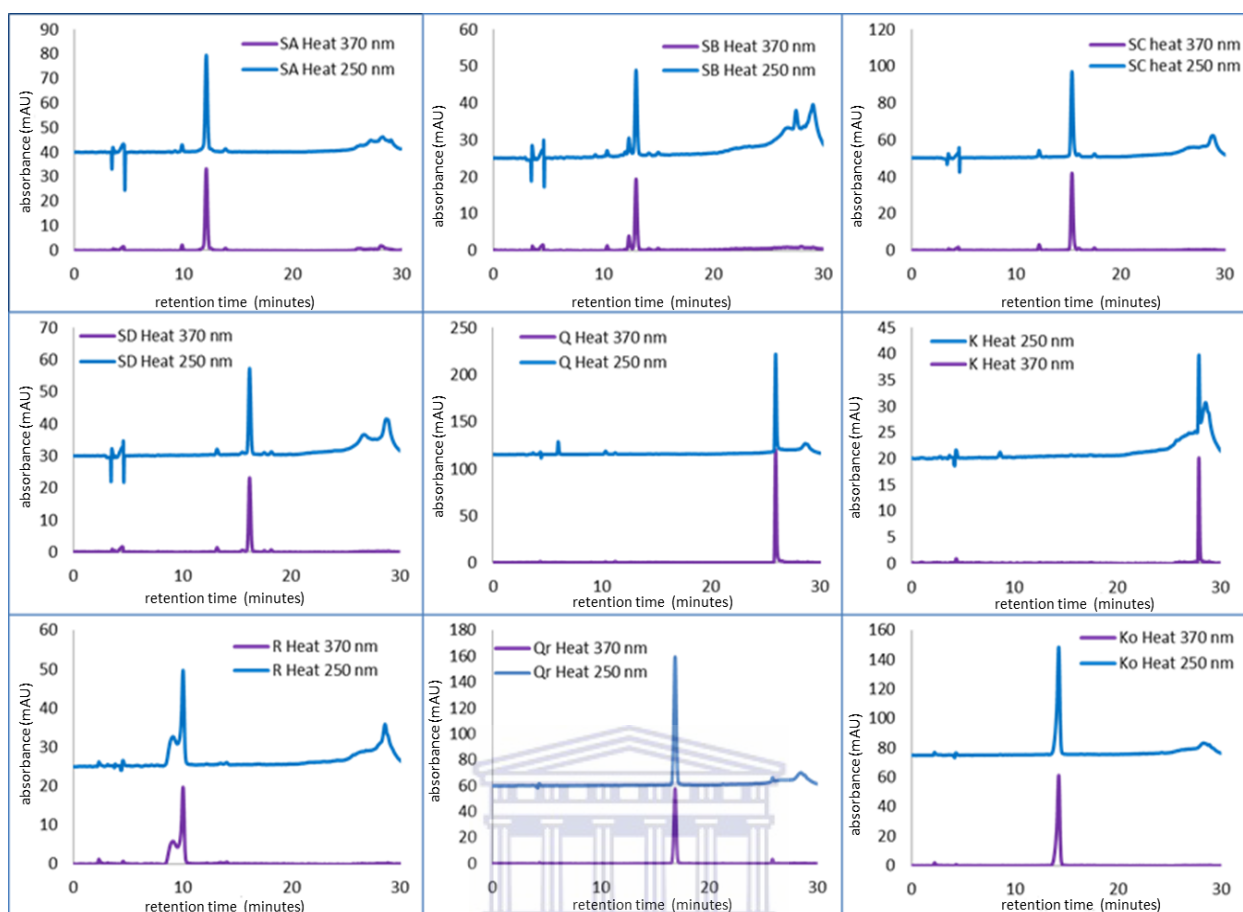 SA Heat 370 nm
SA Heat 250 nm
absorbance (mAU)
90
80
70
60
50
40
30
20
10
0
0 10 20 30
retention time (minutes)
SB Heat 370 nm
SB Heat 250 nm
absorbance (mAU)
60
50
40
30
20
10
0
0 10 20 30
retention time (minutes)
SC heat 370 nm
SC heat 250 nm
absorbance (mAU)
120
100
80
60
40
20
0
0 10 20 30
retention time (minutes)
SD Heat 370 nm
SD Heat 250 nm
absorbance (mAU)
70
60
50
40
30
20
10
0
0 10 20 30
retention time (minutes)
Q Heat 370 nm
Q Heat 250 nm
absorbance (mAU)
250
200
150
100
50
0
0 10 20 30
retention time (minutes)
K Heat 250 nm
K Heat 370 nm
absorbance (mAU)
45
40
35
30
25
20
15
10
5
0
0 10 20 30
retention time (minutes)
R Heat 370 nm
R Heat 250 nm
absorbance (mAU)
60
50
40
30
20
10
0
0 10 20 30
retention time (minutes)
Qr Heat 370 nm
Qr Heat 250 nm
absorbance (mAU)
180
160
140
120
100
80
60
40
20
0
0 10 20 30
retention time (minutes)
Ko Heat 370 nm
Ko Heat 250 nm
absorbance (mAU)
160
140
120
100
80
60
40
20
0
0 10 20 30
retention time (minutes)